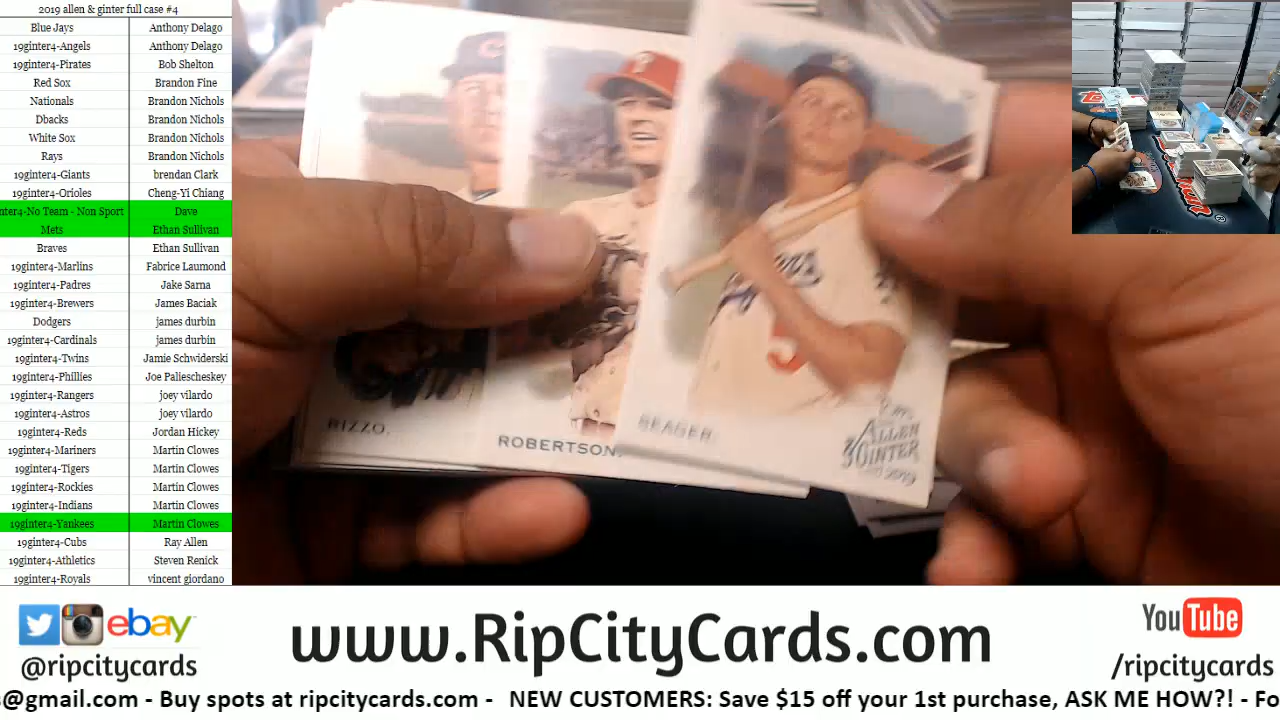 2019 allen & ginter full case #4
Blue Jays Anthony Delago
19ginter4-Angels Anthony Delago
19ginter4-Pirates Bob Shelton
Red Sox Brandon Fine
Nationals Brandon Nichols
Dbacks Brandon Nichols
White Sox Brandon Nichols
Rays Brandon Nichols
19ginter4-Giants brendan Clark
19ginter4-Orioles Cheng-Yi Chiang
nter4-No Team - Non Sport Dave
Mets Ethan Sullivan
Braves Ethan Sullivan
19ginter4-Marlins Fabrice Laumond
19ginter4-Padres Jake Sarna
19ginter4-Brewers James Baciak
Dodgers james durbin
19ginter4-Cardinals james durbin
19ginter4-Twins Jamie Schwiderski
19ginter4-Phillies Joe Paliescheskey
19ginter4-Rangers joey vilardo
19ginter4-Astros joey vilardo
19ginter4-Reds Jordan Hickey
19ginter4-Mariners Martin Clowes
19ginter4-Tigers Martin Clowes
19ginter4-Rockies Martin Clowes
19ginter4-Indians Martin Clowes
19ginter4-Yankees Martin Clowes
19ginter4-Cubs Ray Allen
19ginter4-Athletics Steven Renick
19ginter4-Royals vincent giordano
RIZZO.
ROBERTSON.
SEAGER.
ALLEN
GINTER
2019
ebay
@ripcitycards
www.RipCityCards.com
YouTube
/ripcitycards
s@gmail.com - Buy spots at ripcitycards.com - NEW CUSTOMERS: Save $15 off your 1st purchase, ASK ME HOW?! - Fo